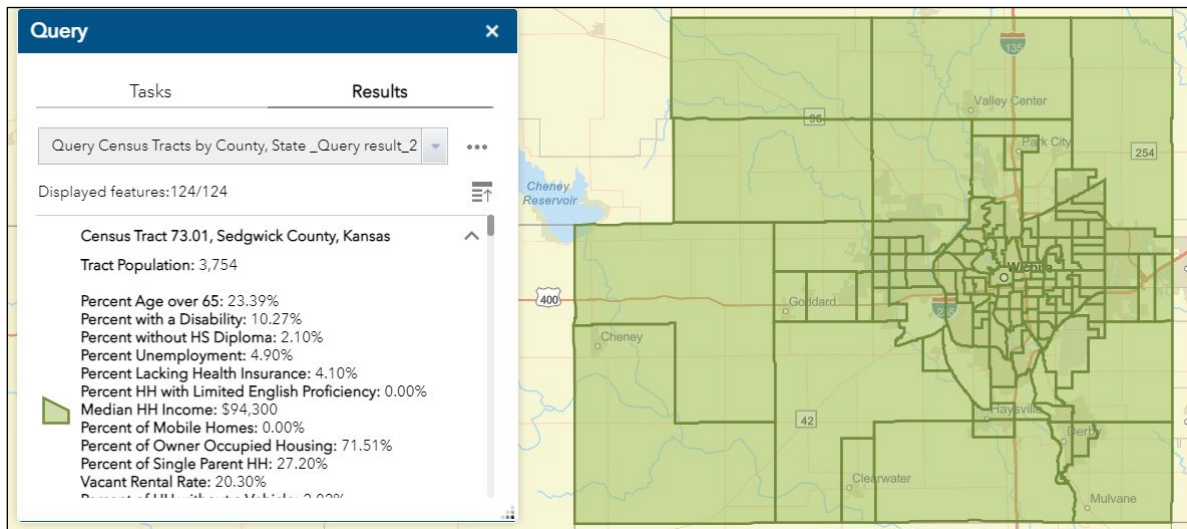 Query
Tasks
Results
Query Census Tracts by County, State _Query result_2
Displayed features:124/124
Census Tract 73.01, Sedgwick County, Kansas
Tract Population: 3,754
Percent Age over 65: 23.39%
Percent with a Disability: 10.27%
Percent without HS Diploma: 2.10%
Percent Unemployment: 4.90%
Percent Lacking Health Insurance: 4.10%
Percent HH with Limited English Proficiency: 0.00%
Median HH Income: $94,300
Percent of Mobile Homes: 0.00%
Percent of Owner Occupied Housing: 71.51%
Percent of Single Parent HH: 27.20%
Vacant Rental Rate: 20.30%
135
Valley Center
96
Park City
254
Cheney
Reservoir
Wichita
400
Goddard
235
Cheney
42
Haysville
Derby
Clearwater
Mulvane